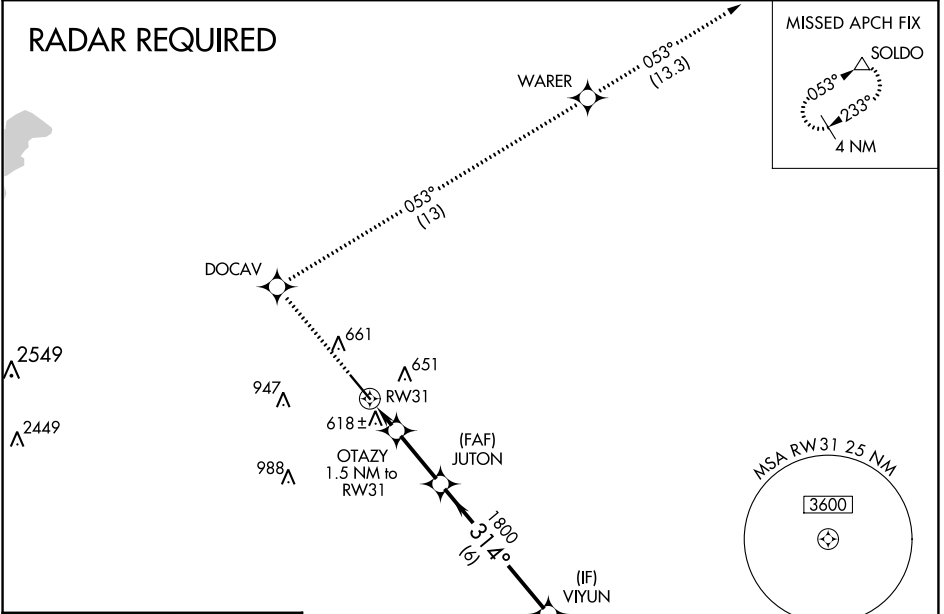 RADAR REQUIRED
MISSED APCH FIX
SOLDO
053°
233°
4 NM
053°
(13.3)
WARER
053°
(13)
DOCAV
661
651
2549
947
RW31
618±
2449
OTAZY
1.5 NM to
RW31
(FAF)
JUTON
988
MSA RW31 25 NM
3600
1800
314°
(6)
(IF)
VIYUN